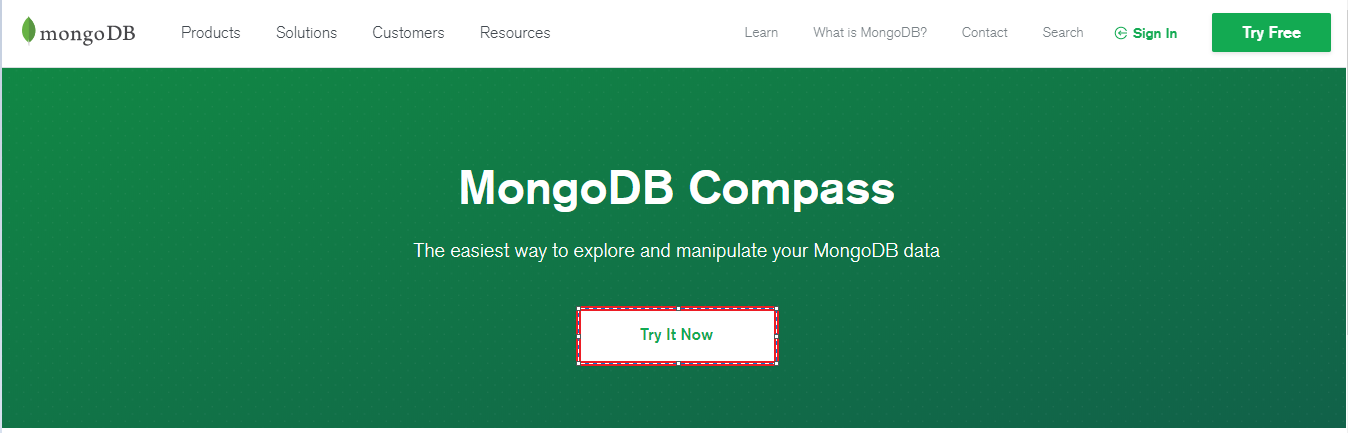 mongoDB Products Solutions Customers Resources Learn What is MongoDB? Contact Search Sign In Try Free
MongoDB Compass
The easiest way to explore and manipulate your MongoDB data
Try It Now